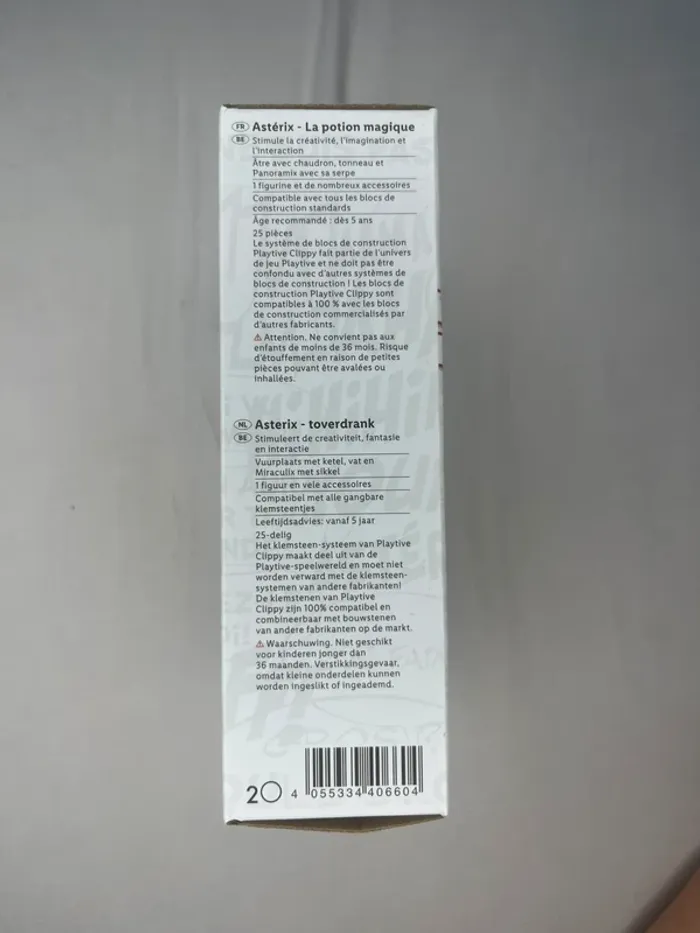 FR Astérix - La potion magique
BE Stimule la créativité, l'imagination et
l'interaction
Âtre avec chaudron, tonneau et
Panoramix avec sa serpe
1 figurine et de nombreux accessoires
Compatible avec tous les blocs de
construction standards
Âge recommandé : dès 5 ans
25 pièces
Le système de blocs de construction
Playtive Clippy fait partie de l'univers
de jeu Playtive et ne doit pas être
confondu avec d'autres systèmes de
blocs de construction ! Les blocs de
construction Playtive Clippy sont
compatibles à 100 % avec les blocs
de construction commercialisés par
d'autres fabricants.
⚠ Attention. Ne convient pas aux
enfants de moins de 36 mois. Risque
d'étouffement en raison de petites
pièces pouvant être avalées ou
inhallées.
NL Asterix - toverdrank
BE Stimuleert de creativiteit, fantasie
en interactie
Vuurplaats met ketel, vat en
Miraculix met sikkel
1 figuur en vele accessoires
Compatibel met alle gangbare
klemsteentjes
Leeftijdsadvies: vanaf 5 jaar
25-delig
Het klemsteen-systeem van Playtive
Clippy maakt deel uit van de
Playtive-speelwereld en moet niet
worden verward met de klemsteen-
systemen van andere fabrikanten!
De klemstenen van Playtive
Clippy zijn 100% compatibel en
combineerbaar met bouwstenen
van andere fabrikanten op de markt.
⚠ Waarschuwing. Niet geschikt
voor kinderen jonger dan
36 maanden. Verstikkingsgevaar,
omdat kleine onderdelen kunnen
worden ingeslikt of ingeademd.
2 4 055334 406604